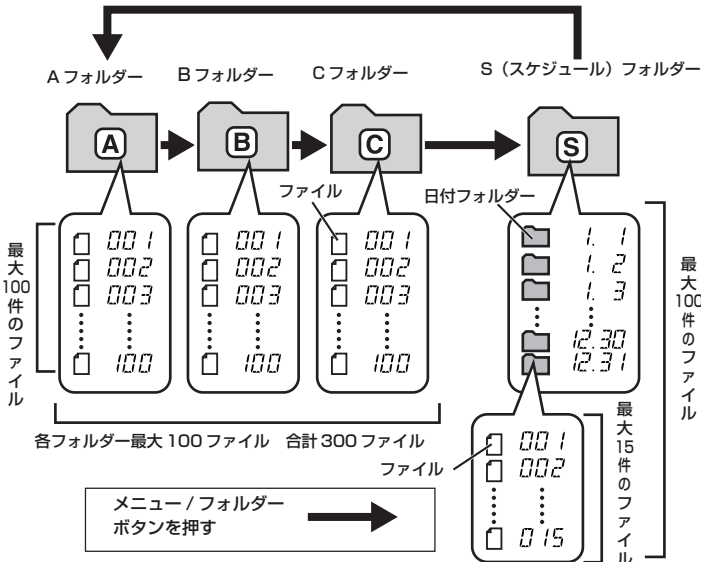 Aフォルダー Bフォルダー Cフォルダー S（スケジュール）フォルダー
A B C S
ファイル
日付フォルダー
最大100件のファイル
001
002
003
100
001
002
003
100
001
002
003
100
1. 1
1. 2
1. 3
12.30
12.31
最大100件のファイル
各フォルダー最大 100 ファイル 合計 300 ファイル
ファイル
001
002
015
最大15件のファイル
メニュー / フォルダー
ボタンを押す